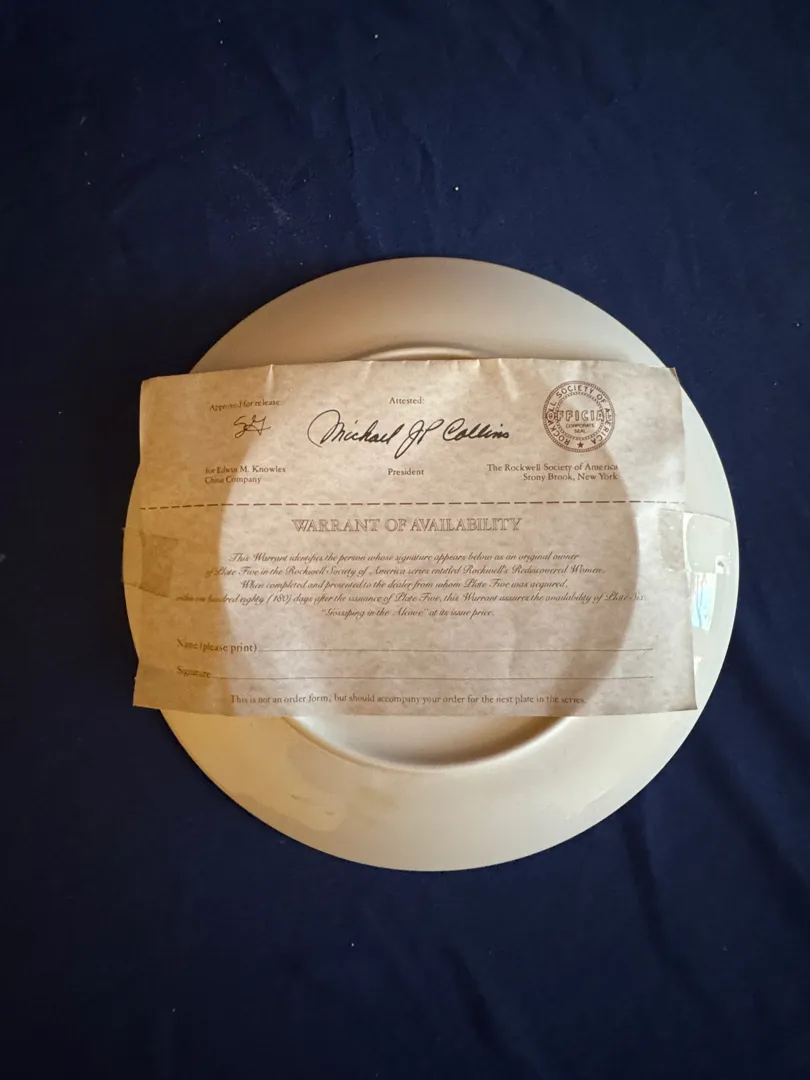 Approved for release
Attested:
Michael JP Collins
for Edwin M. Knowles
China Company
President
The Rockwell Society of America
Stony Brook, New York
ROCKWELL SOCIETY OF AMERICA
OFFICIAL
CORPORATE
SEAL
WARRANT OF AVAILABILITY
This Warrant identifies the person whose signature appears below as an original owner
of Plate Five in the Rockwell Society of America series entitled Rockwell's Rediscovered Women.
When completed and presented to the dealer from whom Plate Five was acquired,
within one hundred eighty (180) days after the issuance of Plate Five, this Warrant assures the availability of Plate Six,
"Gossiping in the Alcove" at its issue price.
Name (please print)
Signature
This is not an order form, but should accompany your order for the next plate in the series.